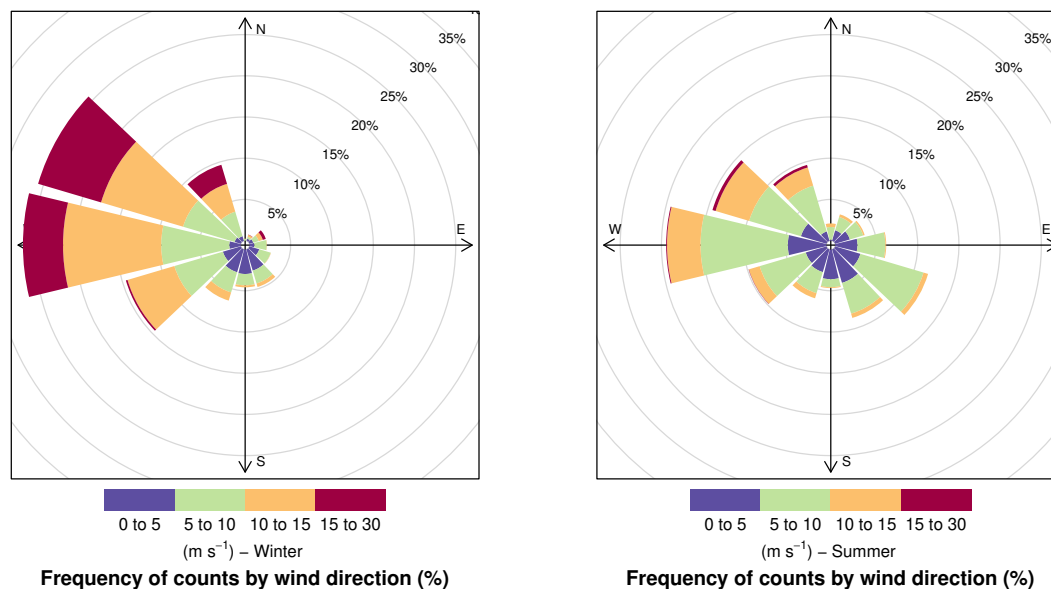 N
35%
30%
25%
20%
15%
10%
5%
E
S
0 to 5 5 to 10 10 to 15 15 to 30
(m s⁻¹) – Winter
Frequency of counts by wind direction (%)
N
35%
30%
25%
20%
15%
10%
5%
W
E
S
0 to 5 5 to 10 10 to 15 15 to 30
(m s⁻¹) – Summer
Frequency of counts by wind direction (%)